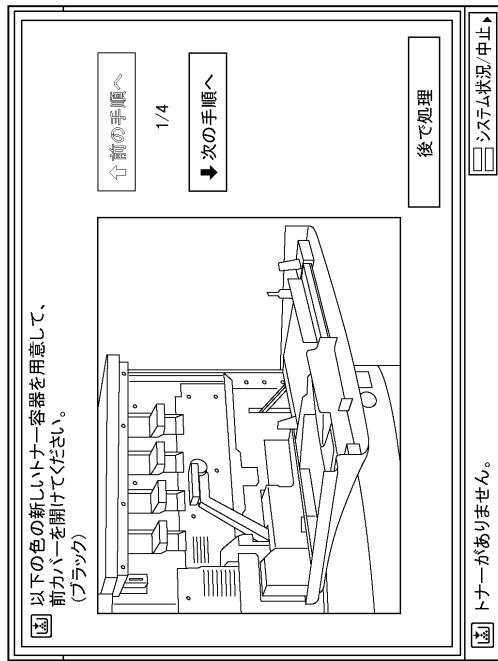 以下の色の新しいトナー容器を用意して、
前カバーを開けてください。
(ブラック)
⇧前の手順へ
1/4
⬇次の手順へ
後で処理
トナーがありません。
システム状況/中止▶